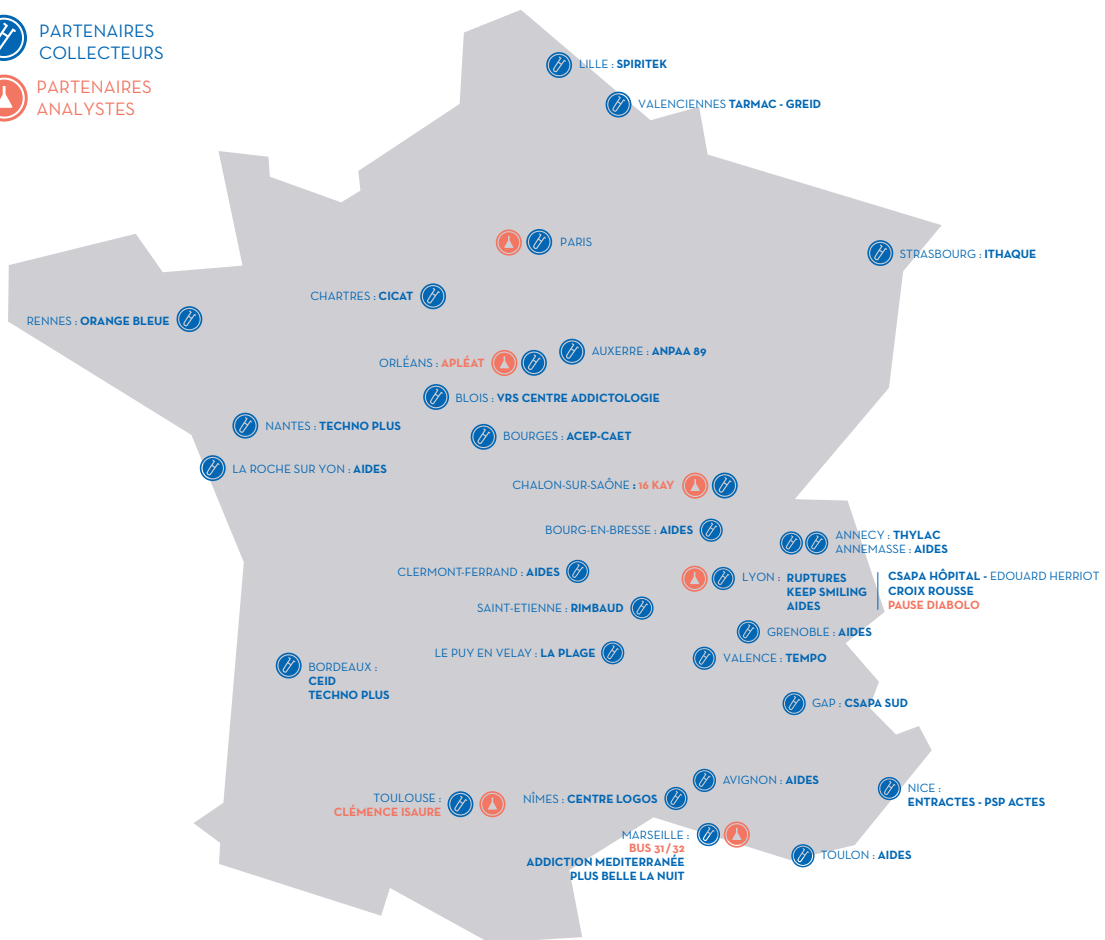 PARTENAIRES
COLLECTEURS
PARTENAIRES
ANALYSTES
LILLE : SPIRITEK
VALENCIENNES TARMAC - GREID
PARIS
STRASBOURG : ITHAQUE
CHARTRES : CICAT
RENNES : ORANGE BLEUE
AUXERRE : ANPAA 89
ORLÉANS : APLÉAT
BLOIS : VRS CENTRE ADDICTOLOGIE
NANTES : TECHNO PLUS
BOURGES : ACEP-CAET
LA ROCHE SUR YON : AIDES
CHALON-SUR-SAÔNE : 16 KAY
BOURG-EN-BRESSE : AIDES
ANNECY : THYLAC
ANNEMASSE : AIDES
CLERMONT-FERRAND : AIDES
LYON : RUPTURES
KEEP SMILING
AIDES
CSAPA HÔPITAL - EDOUARD HERRIOT
CROIX ROUSSE
PAUSE DIABOLO
SAINT-ETIENNE : RIMBAUD
GRENOBLE : AIDES
LE PUY EN VELAY : LA PLAGE
VALENCE : TEMPO
BORDEAUX :
CEID
TECHNO PLUS
GAP : CSAPA SUD
AVIGNON : AIDES
NICE :
ENTRACTES - PSP ACTES
TOULOUSE :
CLÉMENCE ISAURE
NÎMES : CENTRE LOGOS
MARSEILLE :
BUS 31/32
ADDICTION MEDITERRANÉE
PLUS BELLE LA NUIT
TOULON : AIDES